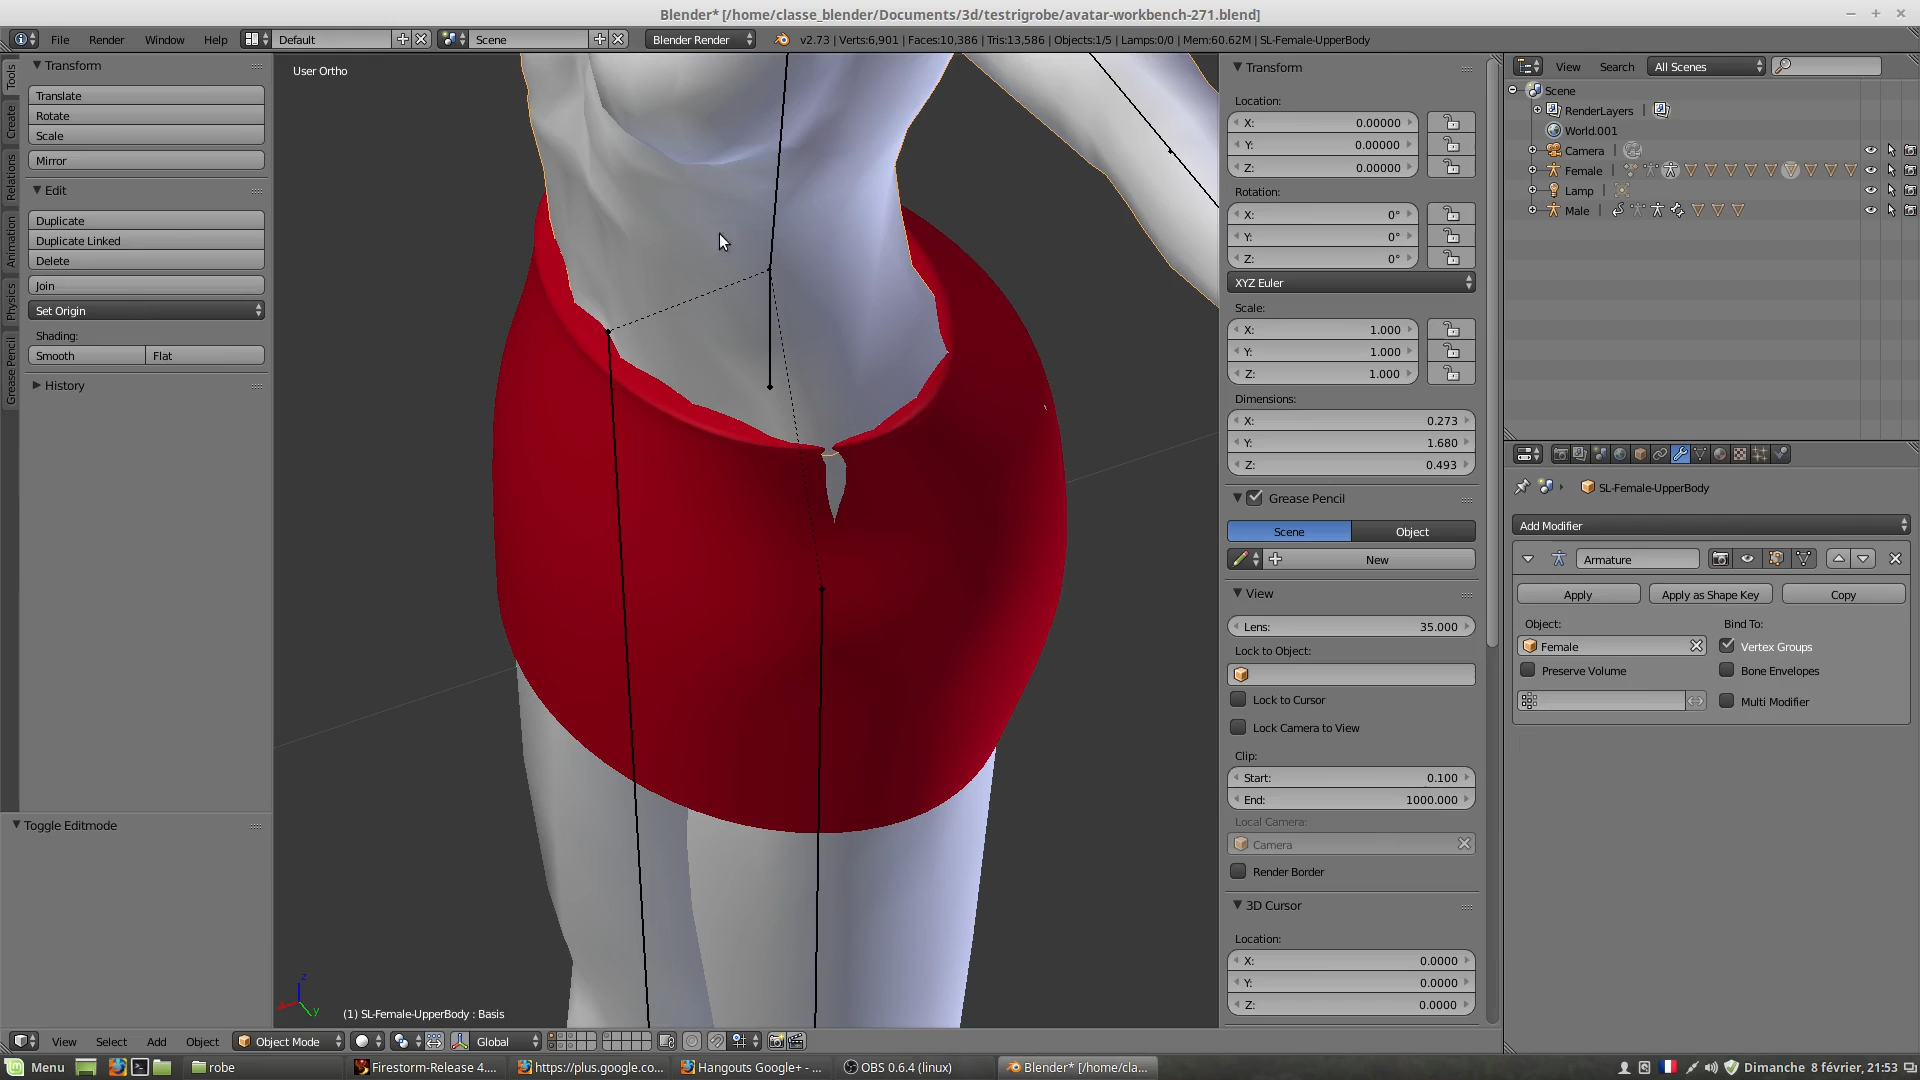 Blender* [/home/classe_blender/Documents/3d/testrigrobe/avatar-workbench-271.blend]
File Render Window Help Default Scene Blender Render v2.73 | Verts:6,901 | Faces:10,386 | Tris:13,586 | Objects:1/5 | Lamps:0/0 | Mem:60.62M | SL-Female-UpperBody
Tools
Create
Relations
Animation
Physics
Grease Pencil
Transform
Translate
Rotate
Scale
Mirror
Edit
Duplicate
Duplicate Linked
Delete
Join
Set Origin
Shading:
Smooth Flat
History
Toggle Editmode
User Ortho
z
y
(1) SL-Female-UpperBody : Basis
Transform
Location:
X: 0.00000
Y: 0.00000
Z: 0.00000
Rotation:
X: 0°
Y: 0°
Z: 0°
XYZ Euler
Scale:
X: 1.000
Y: 1.000
Z: 1.000
Dimensions:
X: 0.273
Y: 1.680
Z: 0.493
Grease Pencil
Scene Object
New
View
Lens: 35.000
Lock to Object:
Lock to Cursor
Lock Camera to View
Clip:
Start: 0.100
End: 1000.000
Local Camera:
Camera
Render Border
3D Cursor
Location:
X: 0.0000
Y: 0.0000
Z: 0.0000
View Search All Scenes
Scene
RenderLayers |
World.001
Camera |
Female |
Lamp |
Male |
SL-Female-UpperBody
Add Modifier
Armature
Apply Apply as Shape Key Copy
Object: Bind To:
Female Vertex Groups
Preserve Volume Bone Envelopes
Multi Modifier
View Select Add Object Object Mode Global
Menu robe Firestorm-Release 4.... https://plus.google.co... Hangouts Google+ - ... OBS 0.6.4 (linux) Blender* [/home/cla... Dimanche 8 février, 21:53